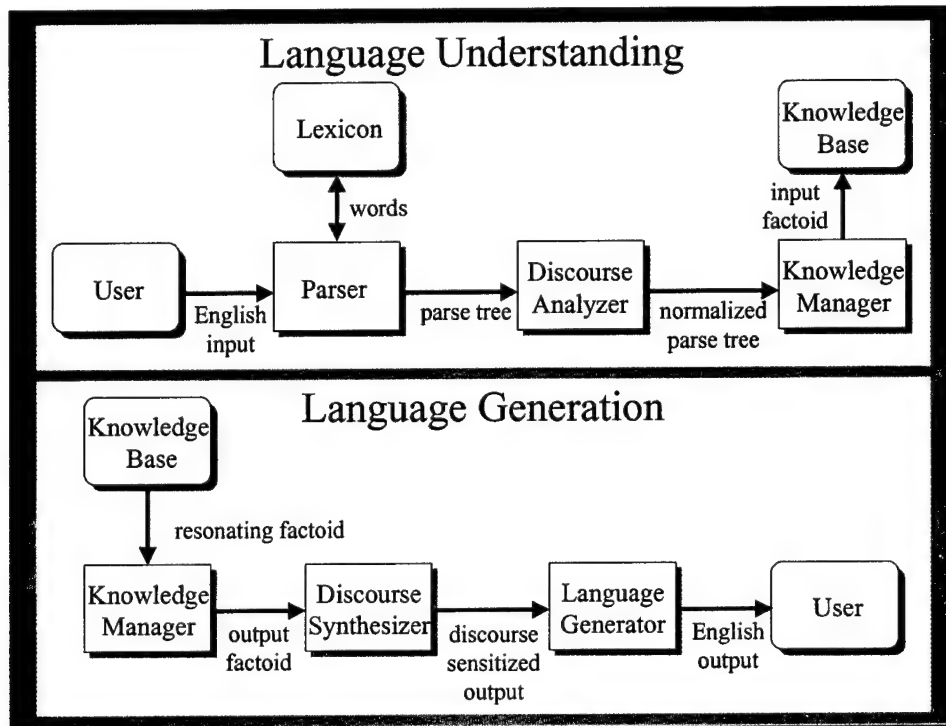 Language Understanding
Lexicon
Knowledge
Base
words
input
factoid
User
English
input
Parser
parse tree
Discourse
Analyzer
normalized
parse tree
Knowledge
Manager
Language Generation
Knowledge
Base
resonating factoid
Knowledge
Manager
output
factoid
Discourse
Synthesizer
discourse
sensitized
output
Language
Generator
English
output
User